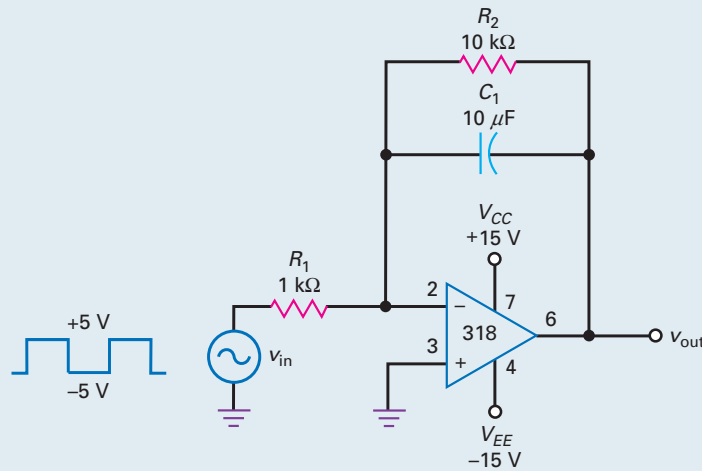 R2
10 kΩ
C1
10 μF
VCC
+15 V
R1
1 kΩ
2
−
7
6
318
3
+
4
+5 V
−5 V
vin
vout
VEE
−15 V